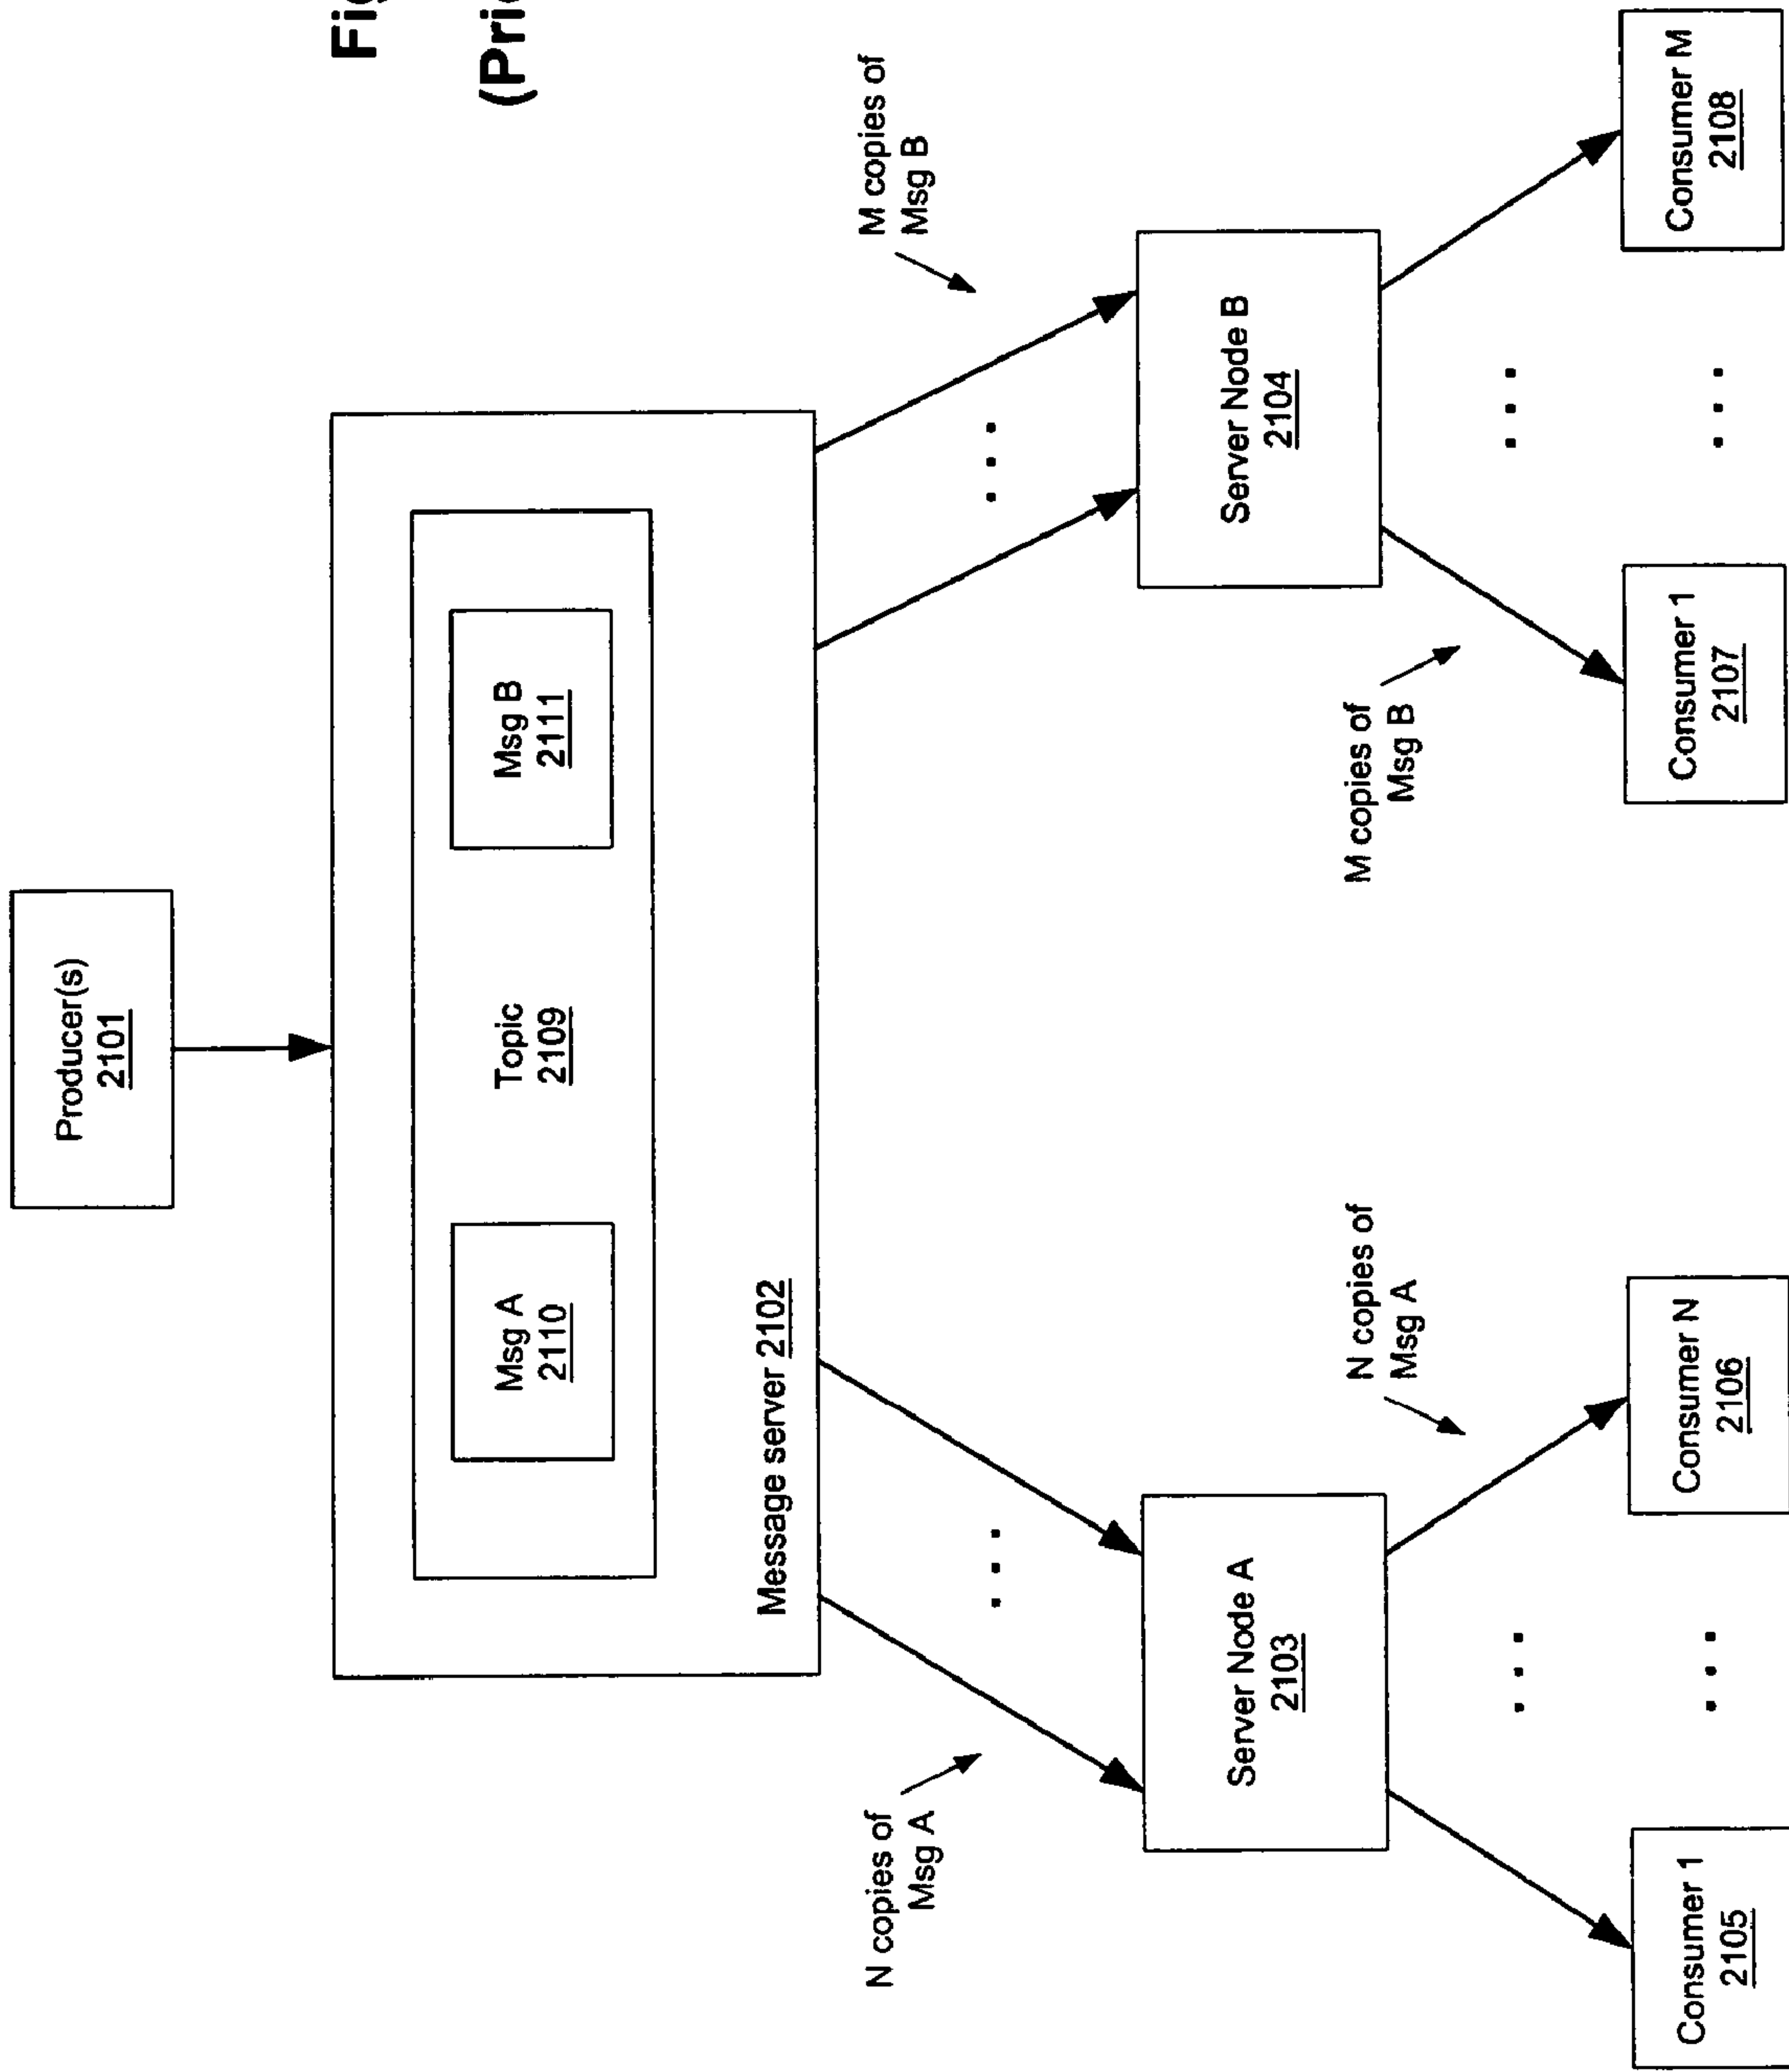 Producer(s)
2101
Msg A
2110
Topic
2109
Msg B
2111
Message server 2102
N copies of
Msg A
M copies of
Msg B
Server Node A
2103
Server Node B
2104
N copies of
Msg A
M copies of
Msg B
Consumer 1
2105
Consumer N
2106
Consumer 1
2107
Consumer M
2108